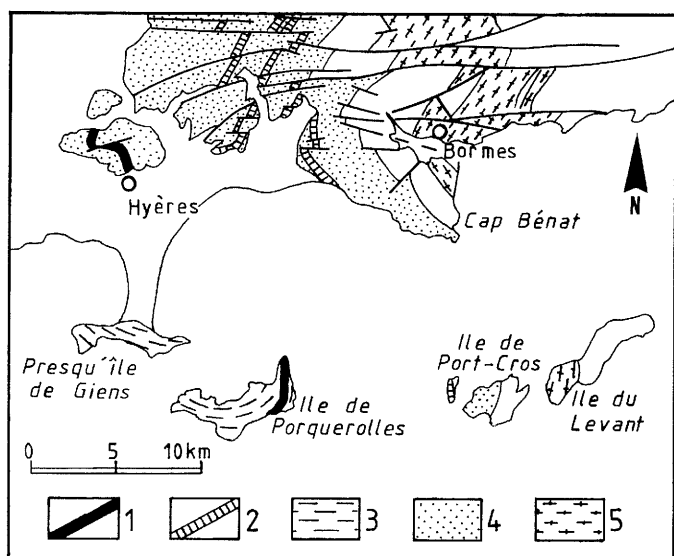 Bormes
Hyères
N
Cap Bénat
Presqu'île
de Giens
Ile de
Porquerolles
Ile de
Port-Cros
Ile du
Levant
0 5 10km
1 2 3 4 5